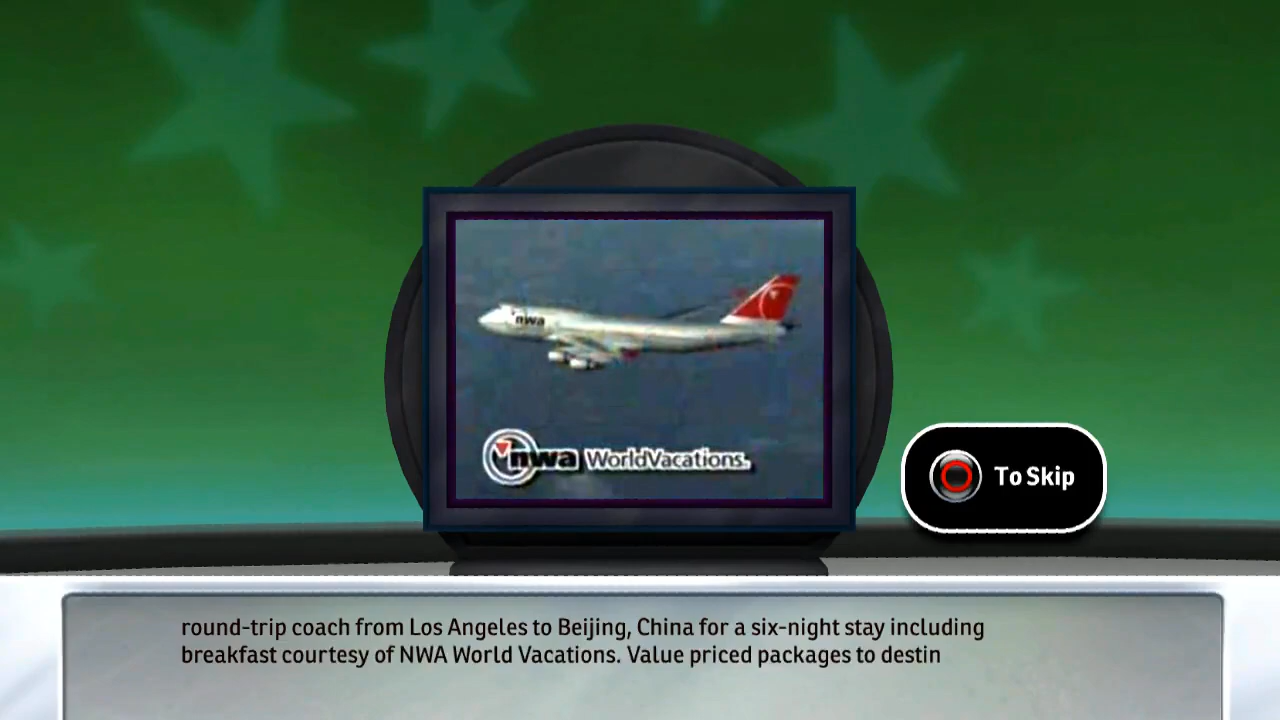 nwa
nwa WorldVacations.
To Skip
round-trip coach from Los Angeles to Beijing, China for a six-night stay including
breakfast courtesy of NWA World Vacations. Value priced packages to destin